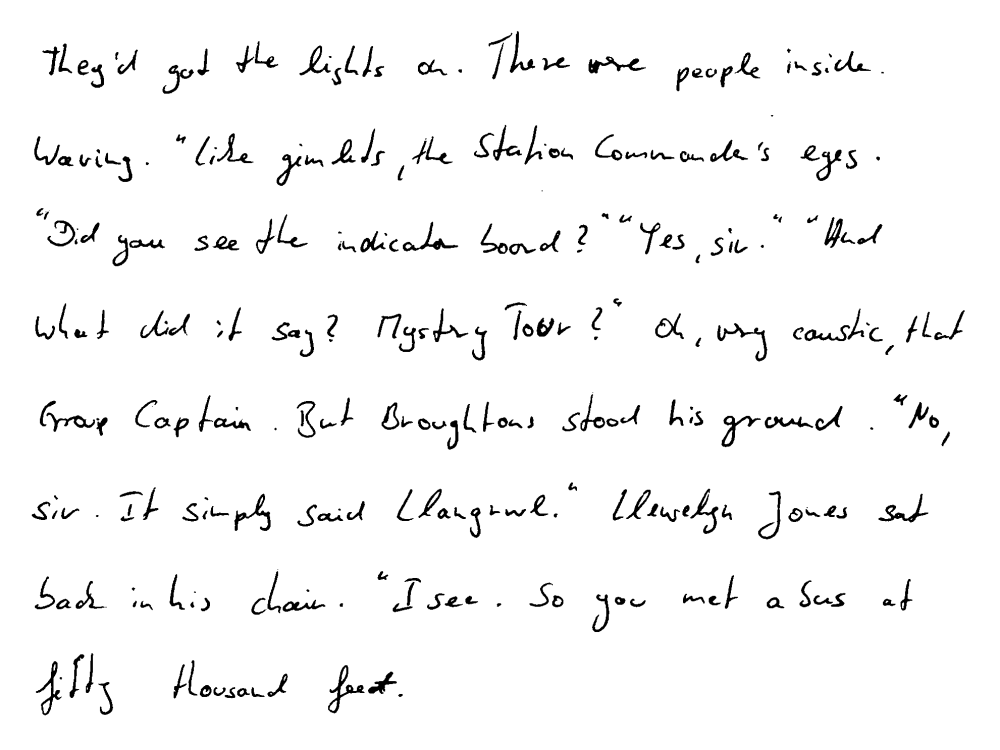 They'd got the lights on. There were people inside.
Waving. "Like gimlets, the Station Commander's eyes.
"Did you see the indicator board?" "Yes, sir." "And
what did it say? Mystery Tour?" Oh, very caustic, that
Group Captain. But Broughtons stood his ground. "No,
sir. It simply said Llangrwl." Llewelyn Jones sat
back in his chair. "I see. So you met a bus at
fifty thousand feet.